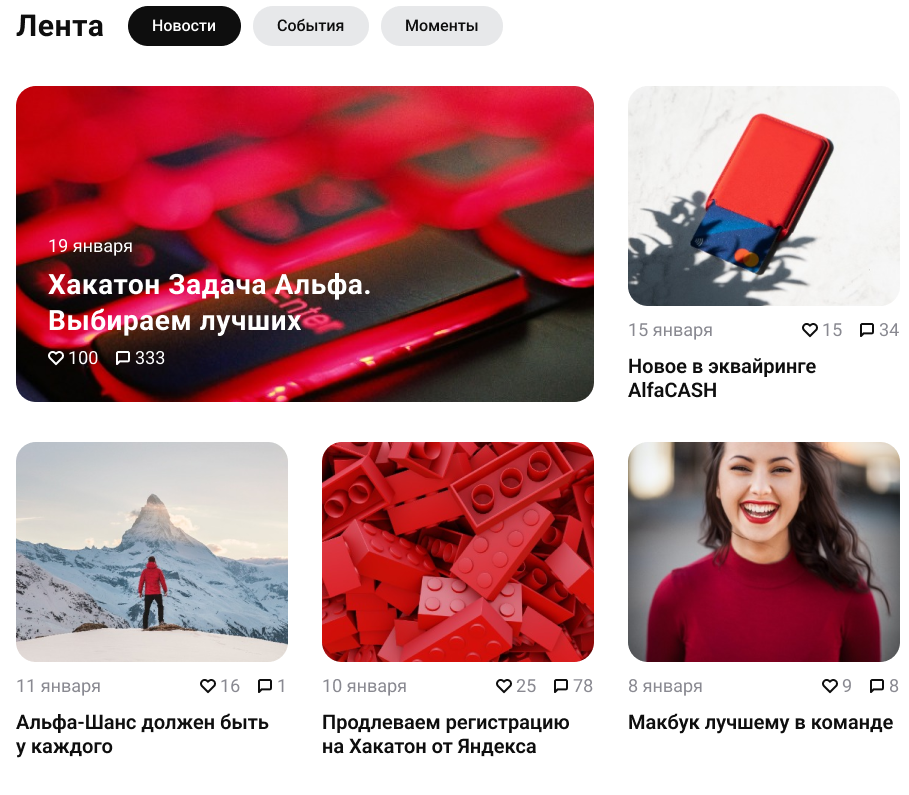 Лента
Новости
События
Моменты
19 января
Хакатон Задача Альфа.
Выбираем лучших
Enter
100
333
15 января
15
34
Новое в эквайринге
AlfaCASH
11 января
16
1
Альфа-Шанс должен быть
у каждого
10 января
25
78
Продлеваем регистрацию
на Хакатон от Яндекса
8 января
9
8
Макбук лучшему в команде